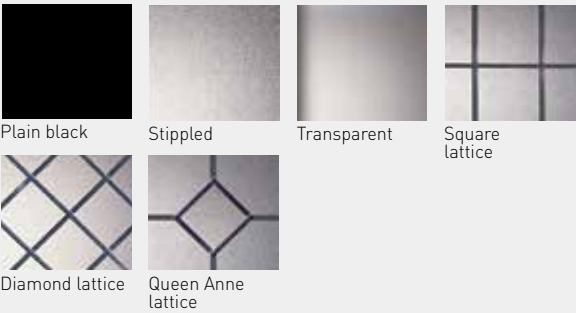 Plain black
Stippled
Transparent
Square
lattice
Diamond lattice
Queen Anne
lattice